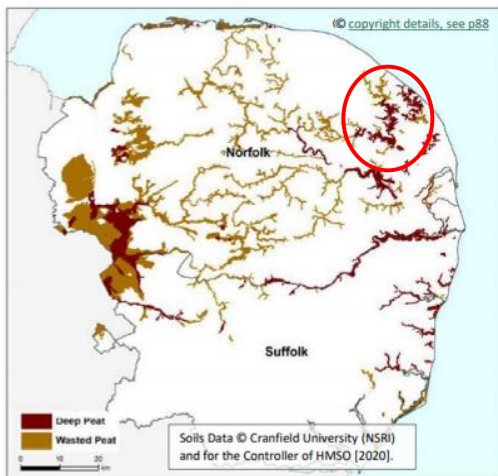 © copyright details, see p88
Norfolk
Suffolk
Deep Peat
Wasted Peat
0 10 20
km
Soils Data © Cranfield University (NSRI)
and for the Controller of HMSO [2020].